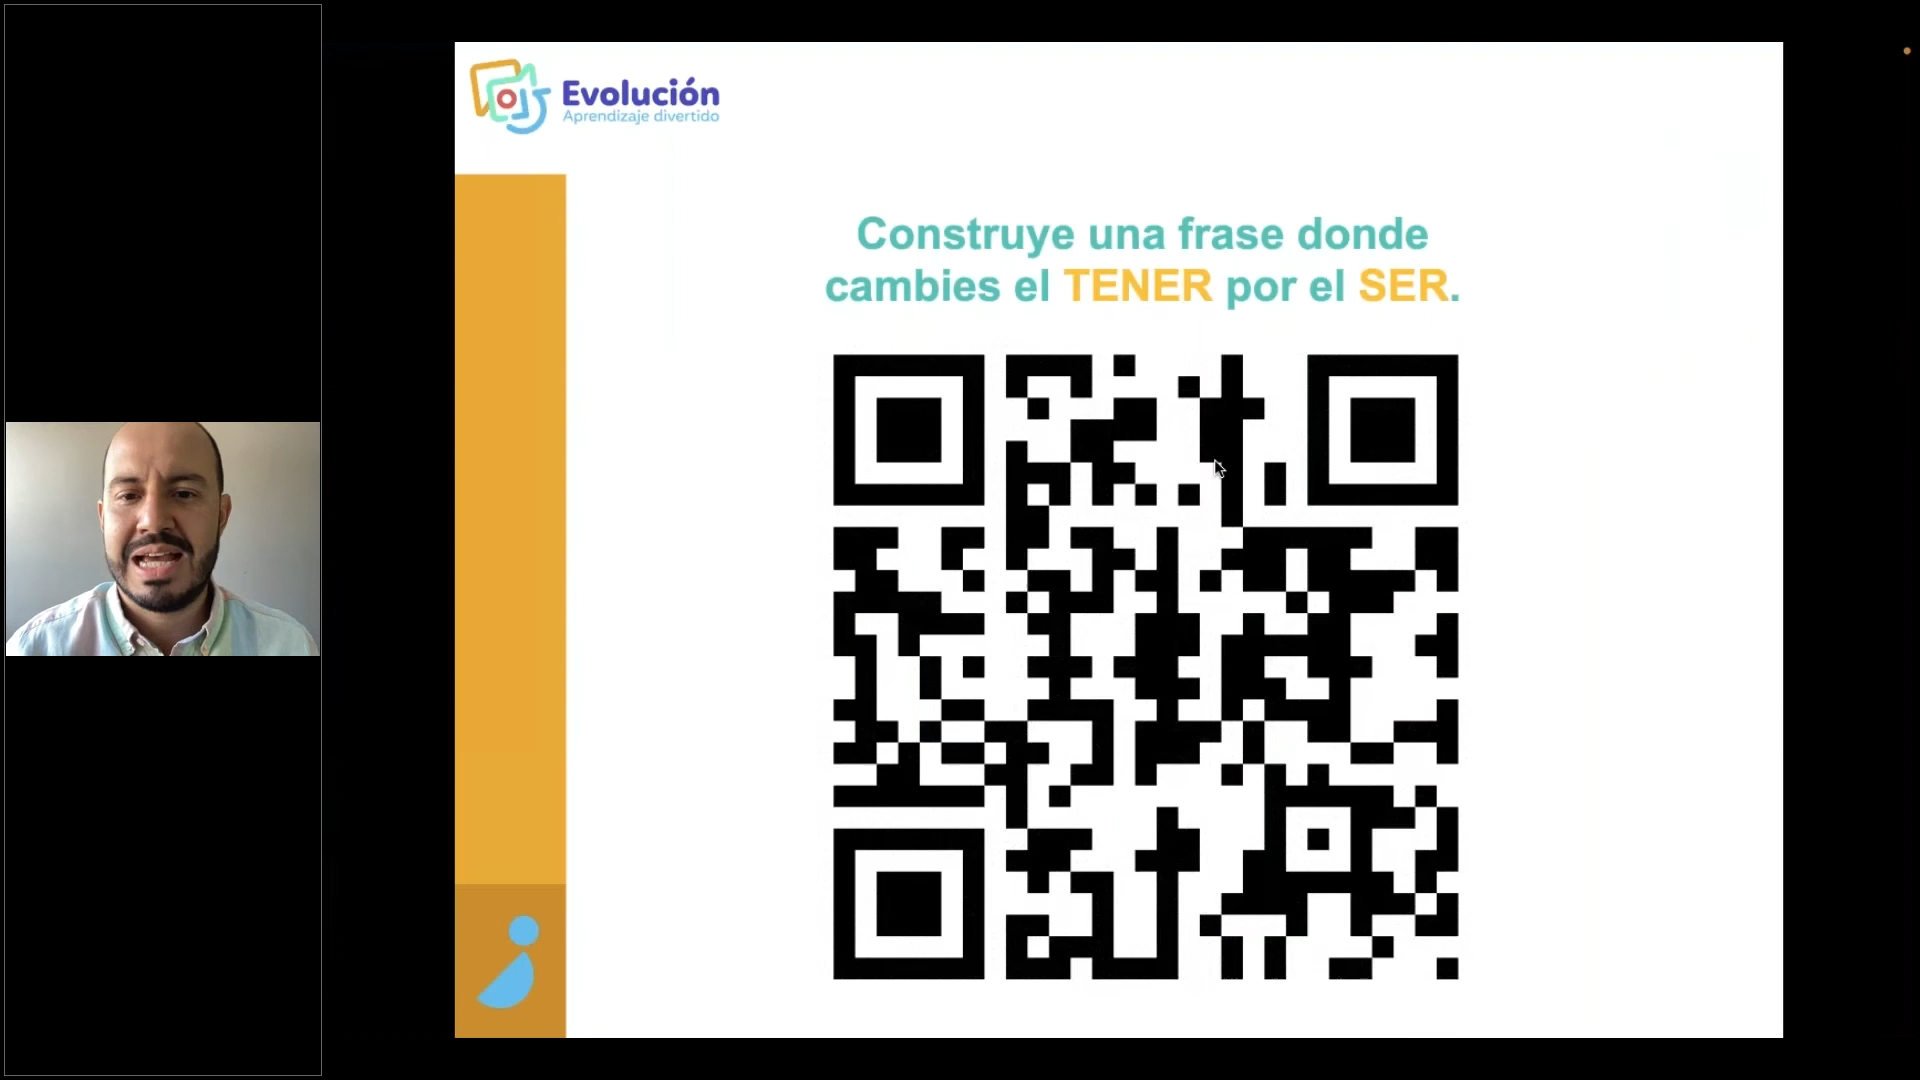 Evolución
Aprendizaje divertido
Construye una frase donde
cambies el TENER por el SER.